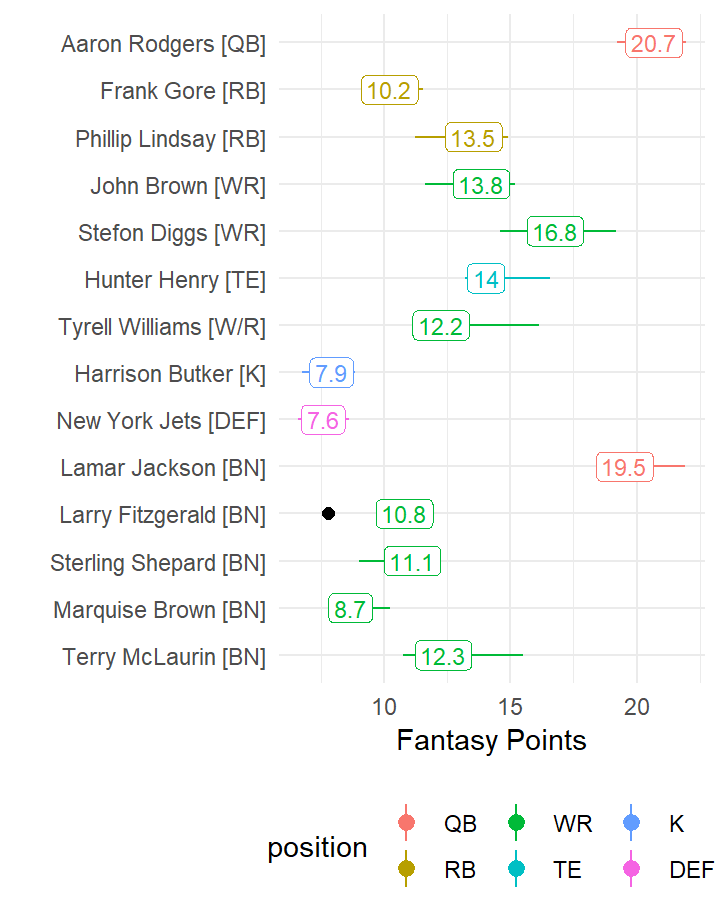 Aaron Rodgers [QB] 20.7
Frank Gore [RB] 10.2
Phillip Lindsay [RB] 13.5
John Brown [WR] 13.8
Stefon Diggs [WR] 16.8
Hunter Henry [TE] 14
Tyrell Williams [W/R] 12.2
Harrison Butker [K] 7.9
New York Jets [DEF] 7.6
Lamar Jackson [BN] 19.5
Larry Fitzgerald [BN] 10.8
Sterling Shepard [BN] 11.1
Marquise Brown [BN] 8.7
Terry McLaurin [BN] 12.3
10 15 20
Fantasy Points
position
QB WR K
RB TE DEF